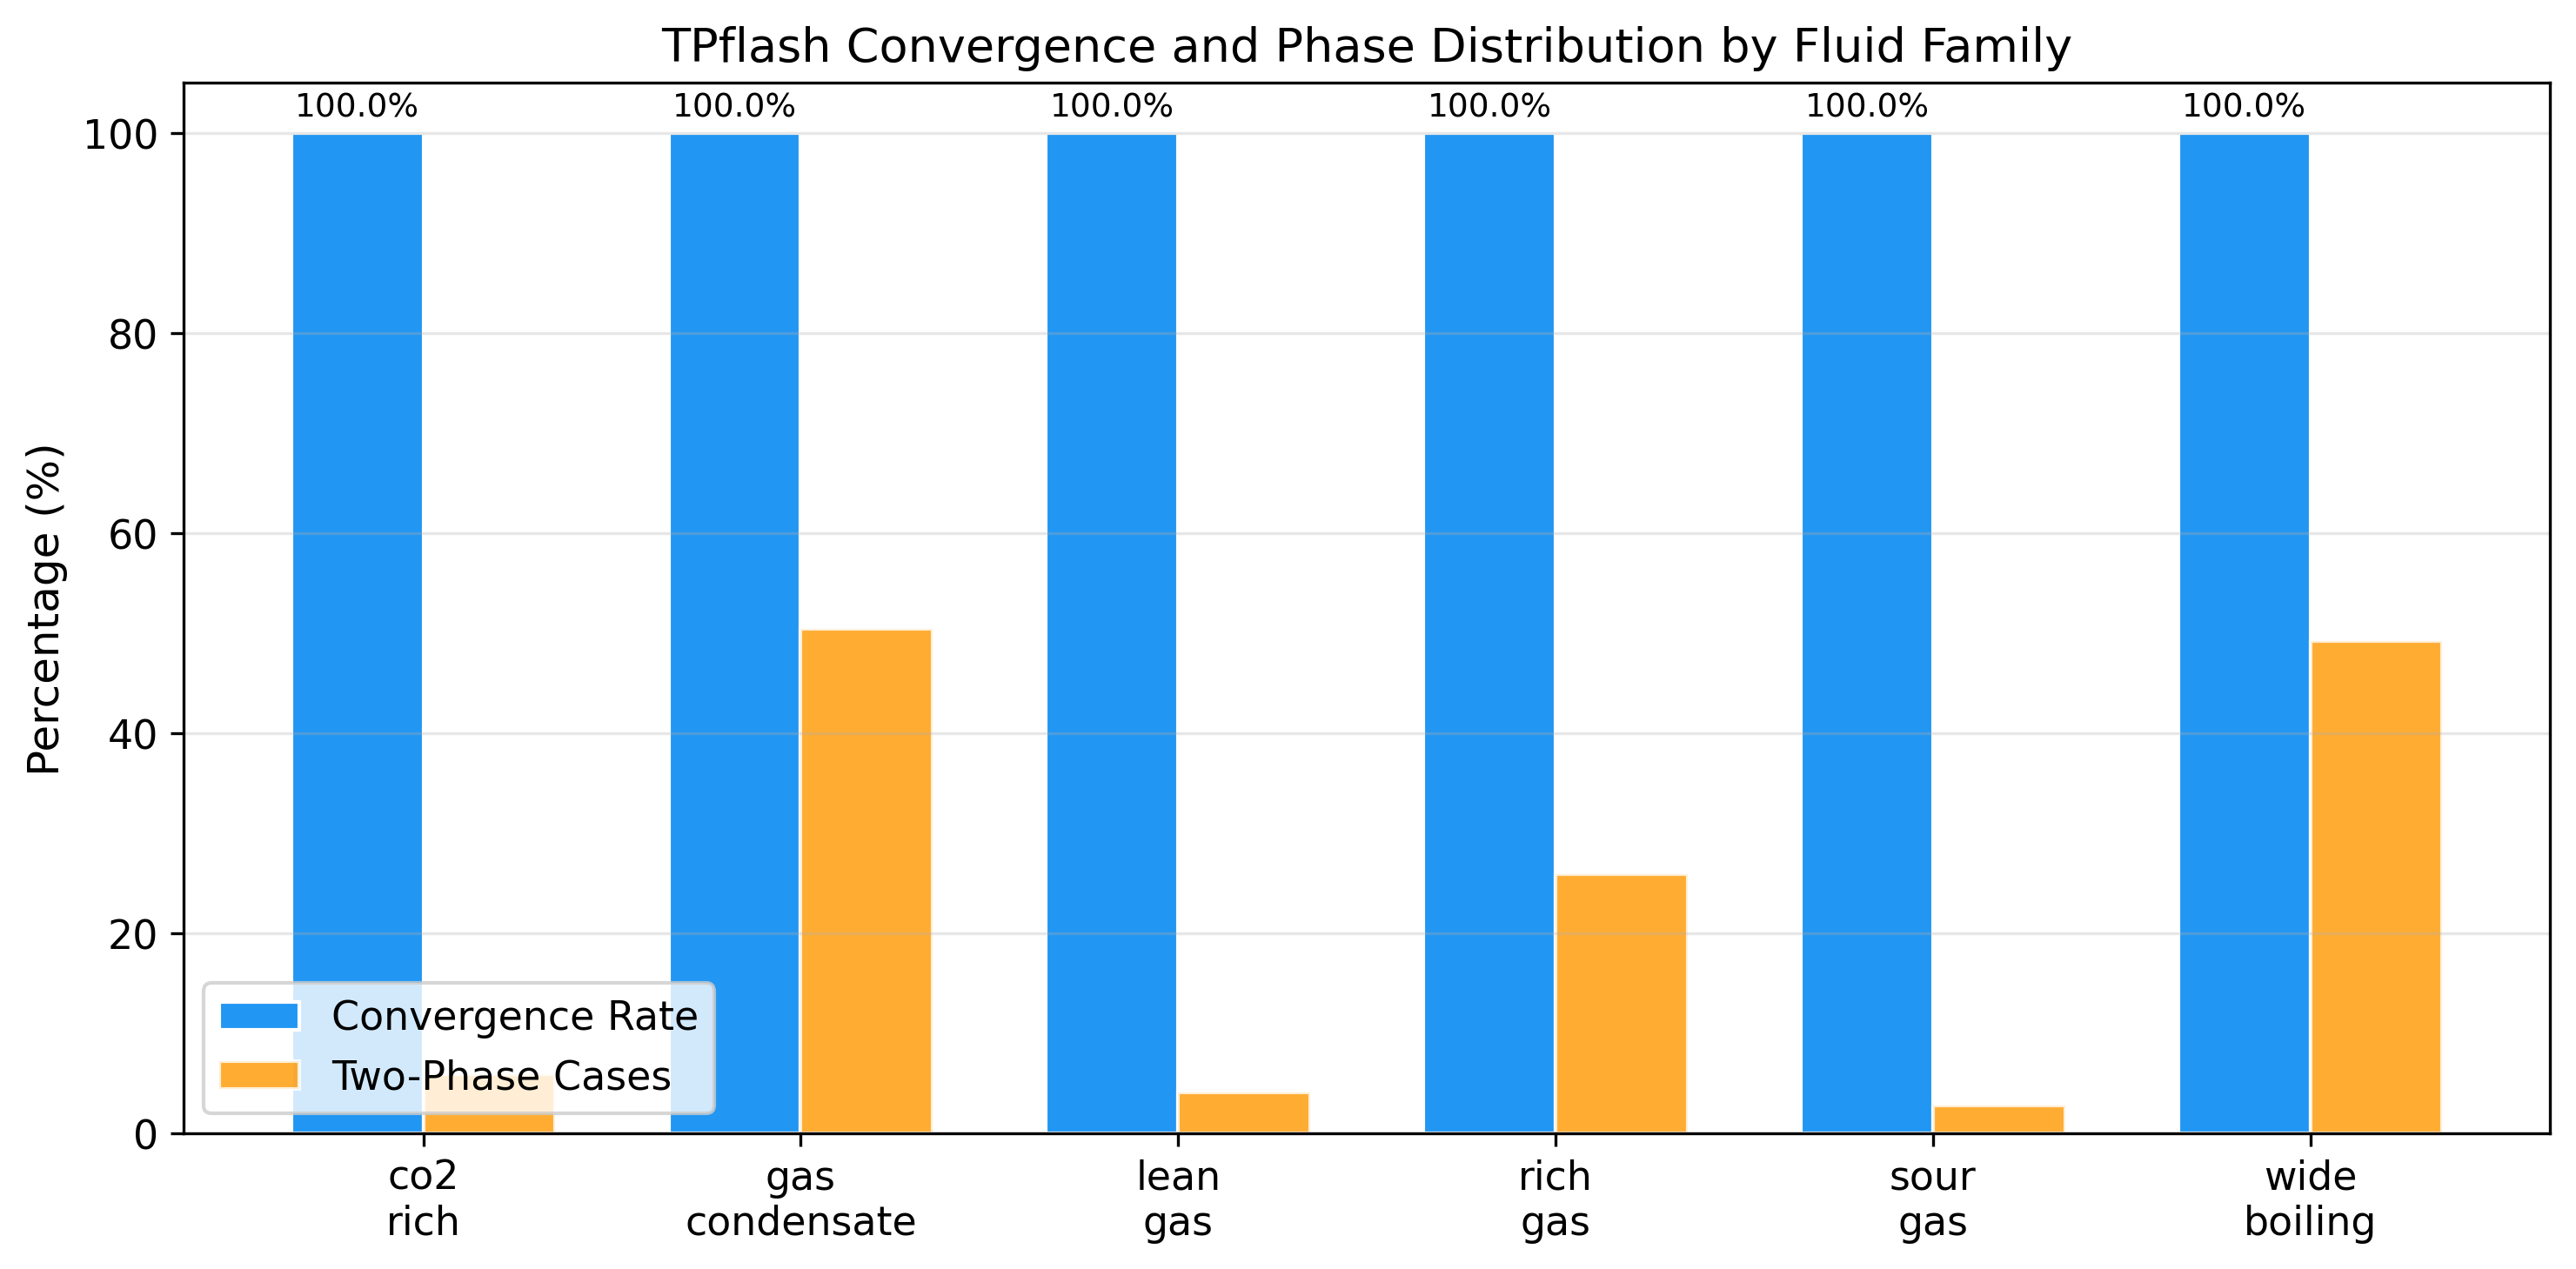 TPflash Convergence and Phase Distribution by Fluid Family
100.0% 100.0% 100.0% 100.0% 100.0% 100.0%
100
80
60
40
20
0
Percentage (%)
Convergence Rate
Two-Phase Cases
co2 gas lean rich sour wide
rich condensate gas gas gas boiling